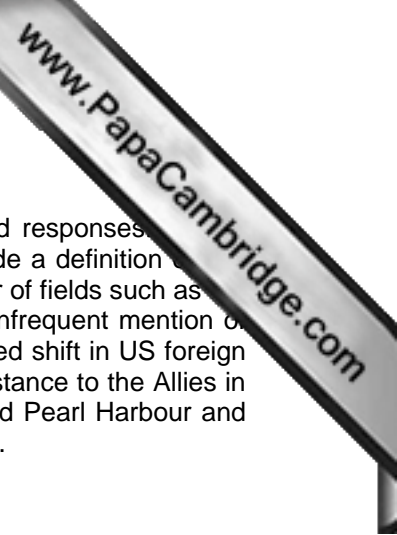 www.PapaCambridge.com
d responses
de a definition
r of fields such as
nfrequent mention
ed shift in US foreign
stance to the Allies in
d Pearl Harbour and
.